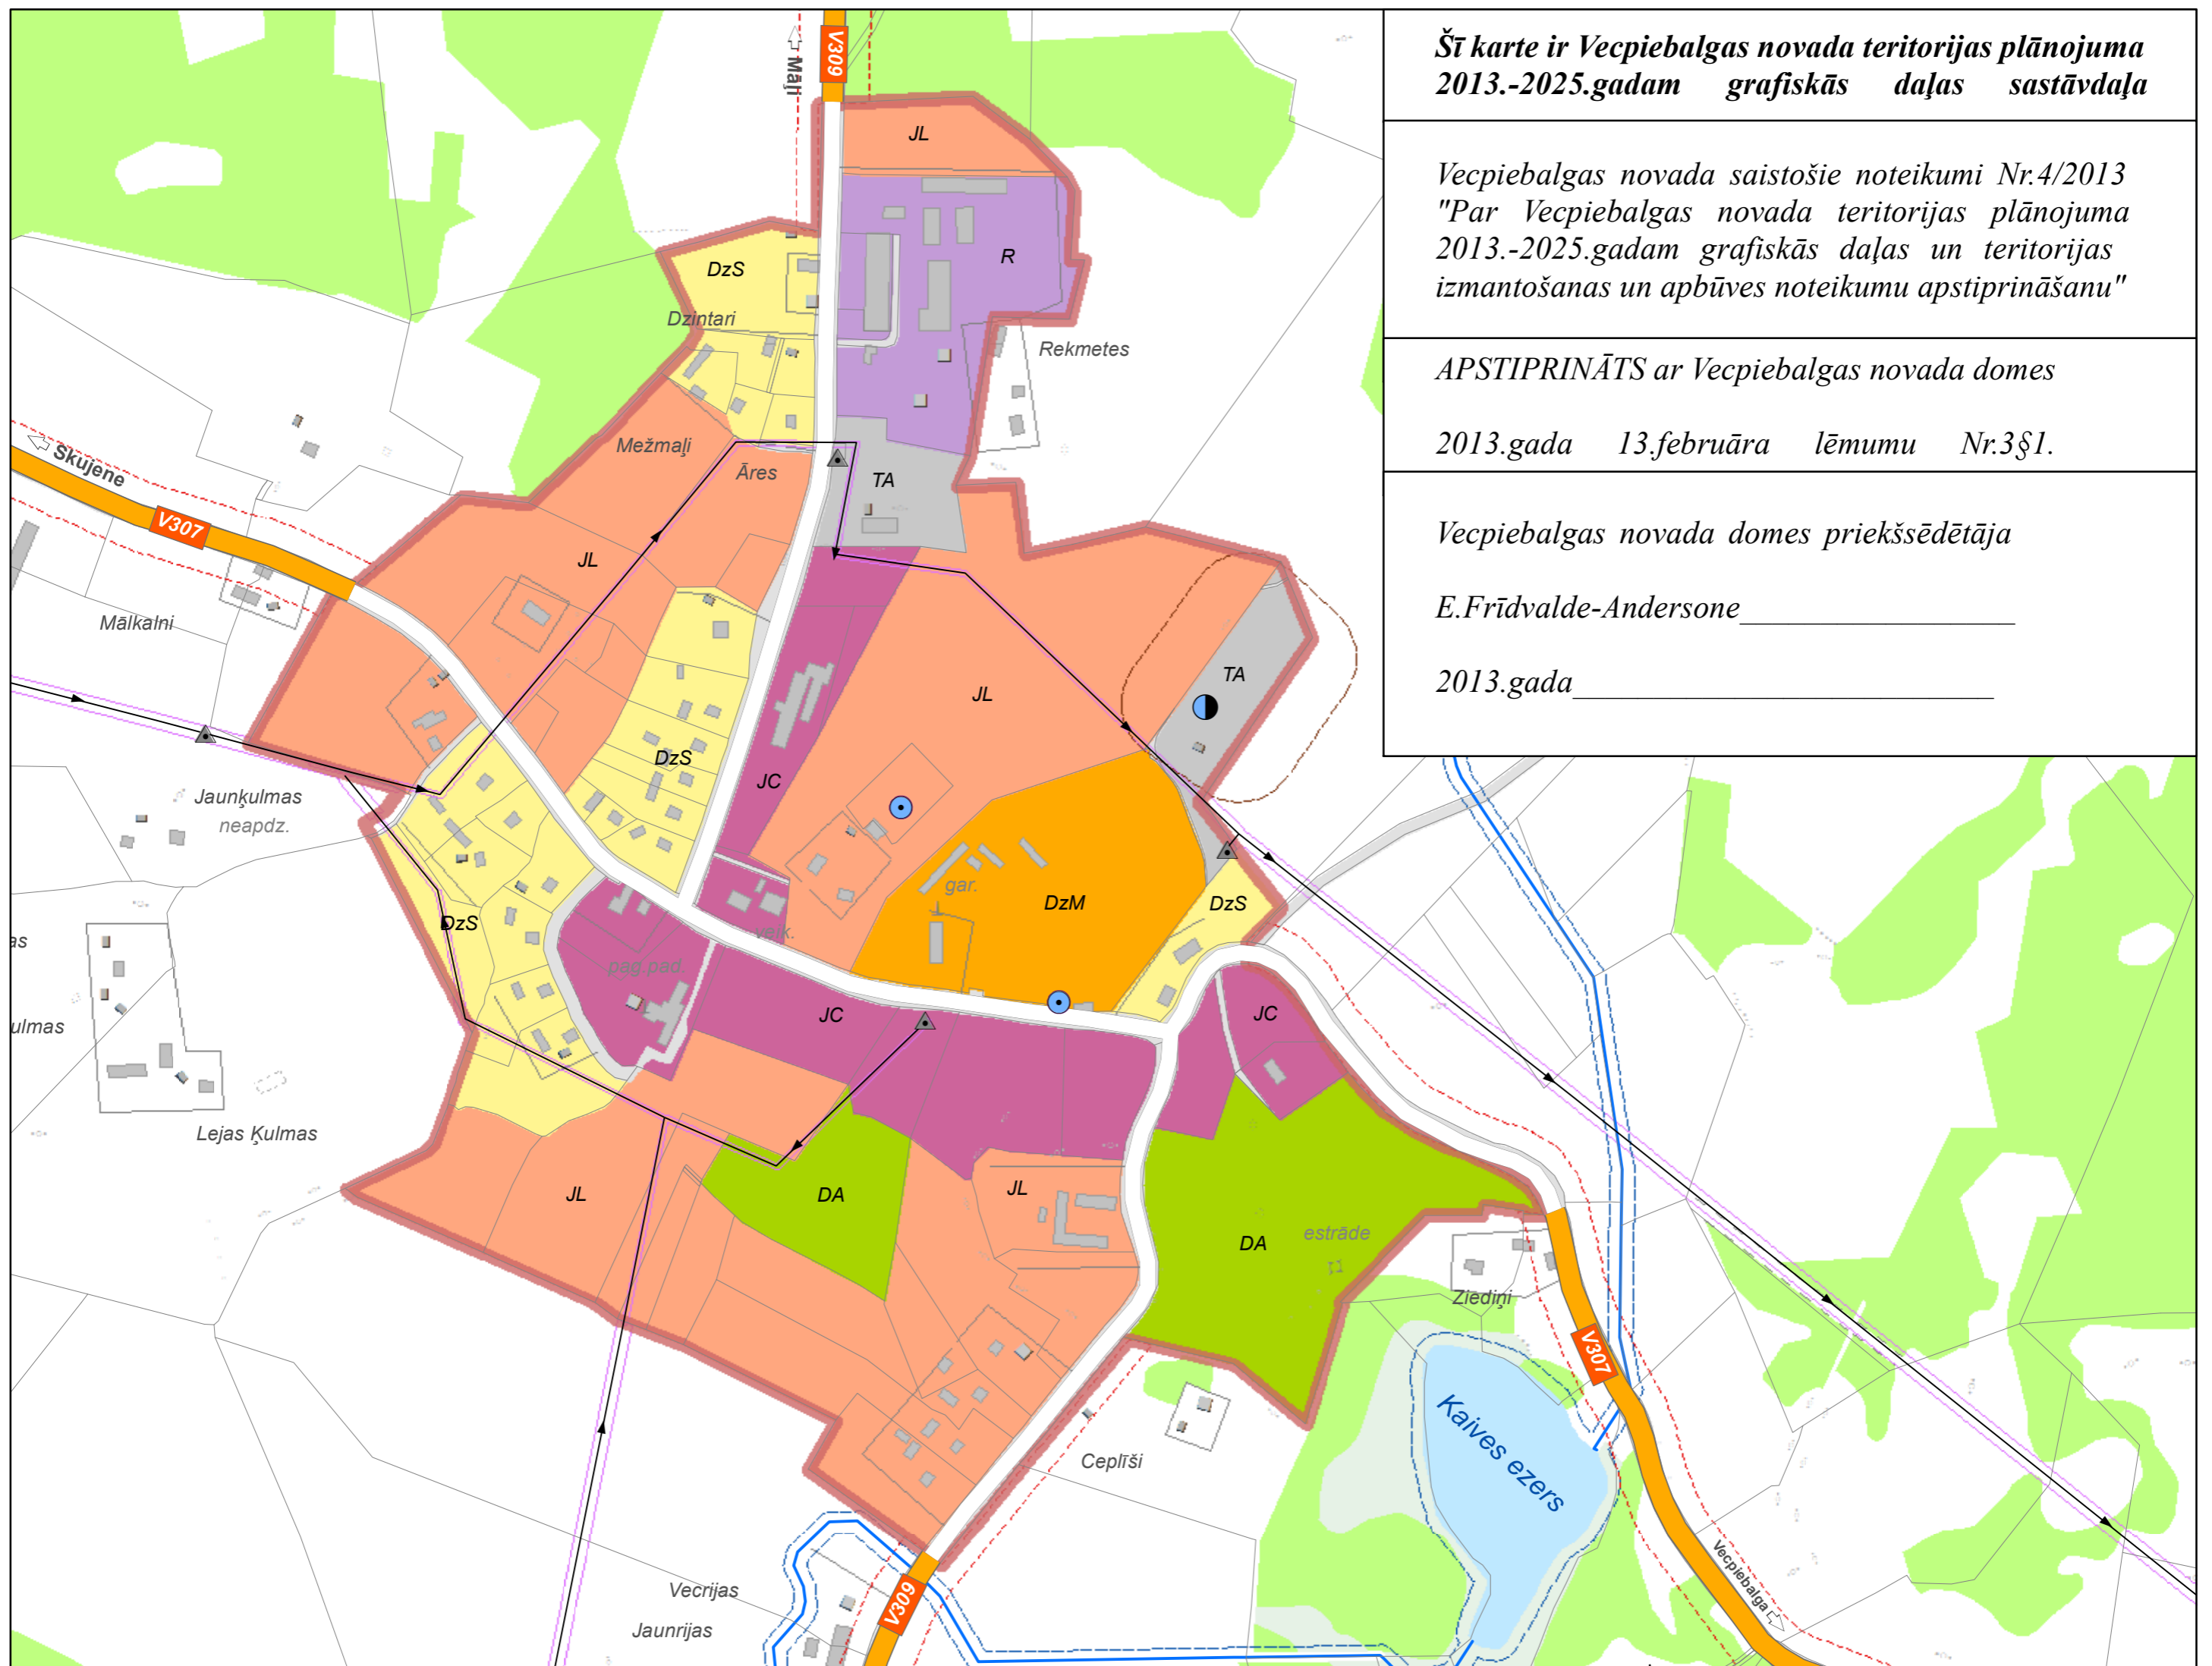 Šī karte ir Vecpiebalgas novada teritorijas plānojuma
2013.-2025.gadam grafiskās daļas sastāvdaļa
Vecpiebalgas novada saistošie noteikumi Nr.4/2013
"Par Vecpiebalgas novada teritorijas plānojuma
2013.-2025.gadam grafiskās daļas un teritorijas
izmantošanas un apbūves noteikumu apstiprināšanu"
APSTIPRINĀTS ar Vecpiebalgas novada domes
2013.gada 13.februāra lēmumu Nr.3§1.
Vecpiebalgas novada domes priekšsēdētāja
E.Frīdvalde-Andersone
2013.gada
V309
Māļi
JL
R
DzS
Dzintari
Rekmetes
Mežmaļi
Āres
TA
Skujene
V307
JL
Mālkalni
TA
JL
DzS
JC
Jaunķulmas
neapdz.
gar.
DzM
DzS
DzS
veik.
pag.pad.
as
JC
JC
ulmas
Lejas Ķulmas
JL
DA
JL
DA
estrāde
Ziediņi
V307
Kaives ezers
Ceplīši
Vecpiebalga
Vecrijas
V309
Jaunrijas